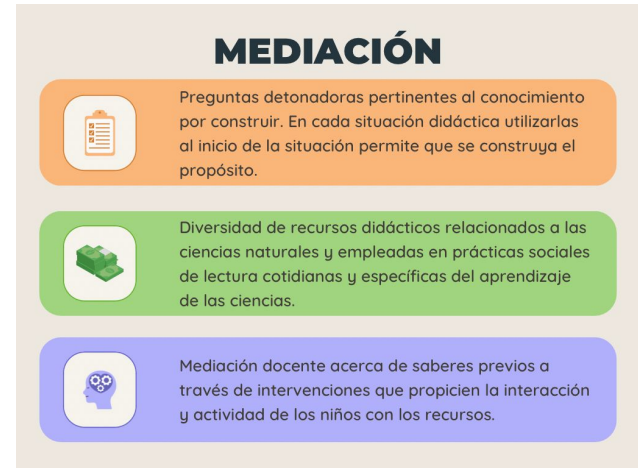 MEDIACIÓN
Preguntas detonadoras pertinentes al conocimiento
por construir. En cada situación didáctica utilizarlas
al inicio de la situación permite que se construya el
propósito.
Diversidad de recursos didácticos relacionados a las
ciencias naturales y empleadas en prácticas sociales
de lectura cotidianas y específicas del aprendizaje
de las ciencias.
Mediación docente acerca de saberes previos a
través de intervenciones que propicien la interacción
y actividad de los niños con los recursos.